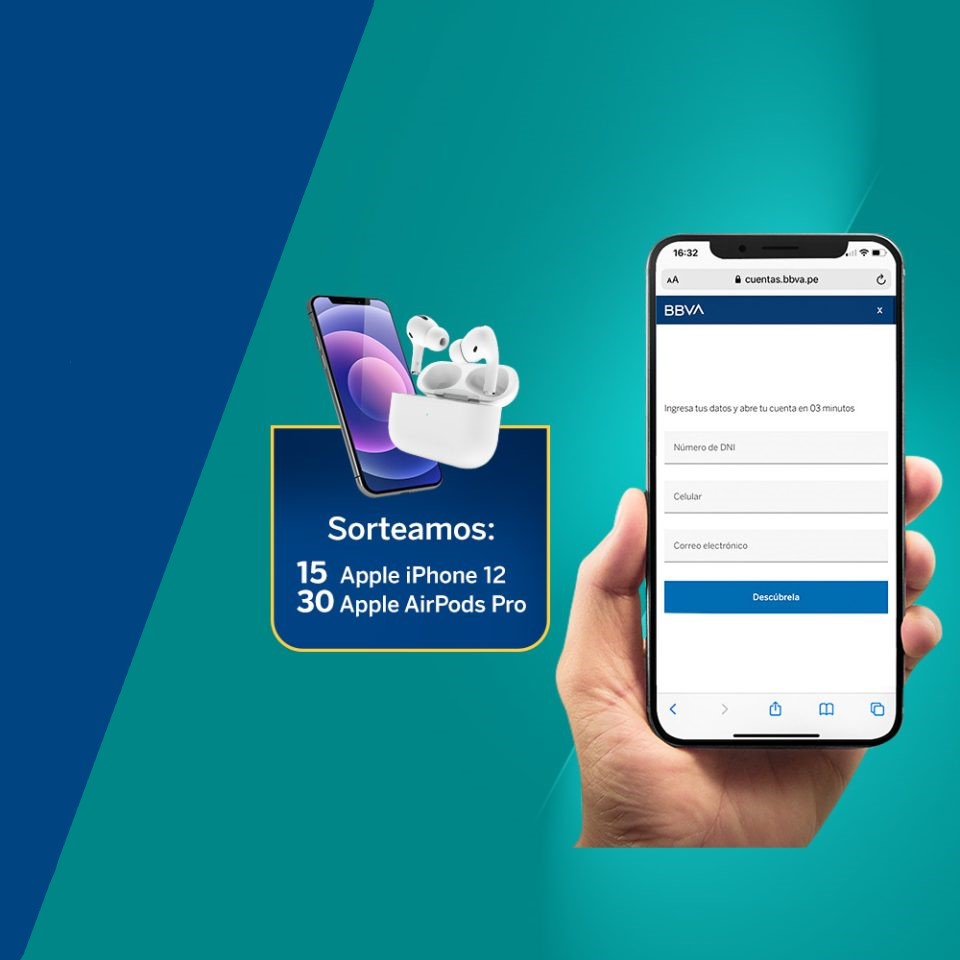 Sorteamos:
15 Apple iPhone 12
30 Apple AirPods Pro
16:32
AA cuentas.bbva.pe
BBVA x
Ingresa tus datos y abre tu cuenta en 03 minutos
Número de DNI
Celular
Correo electrónico
Descúbrela